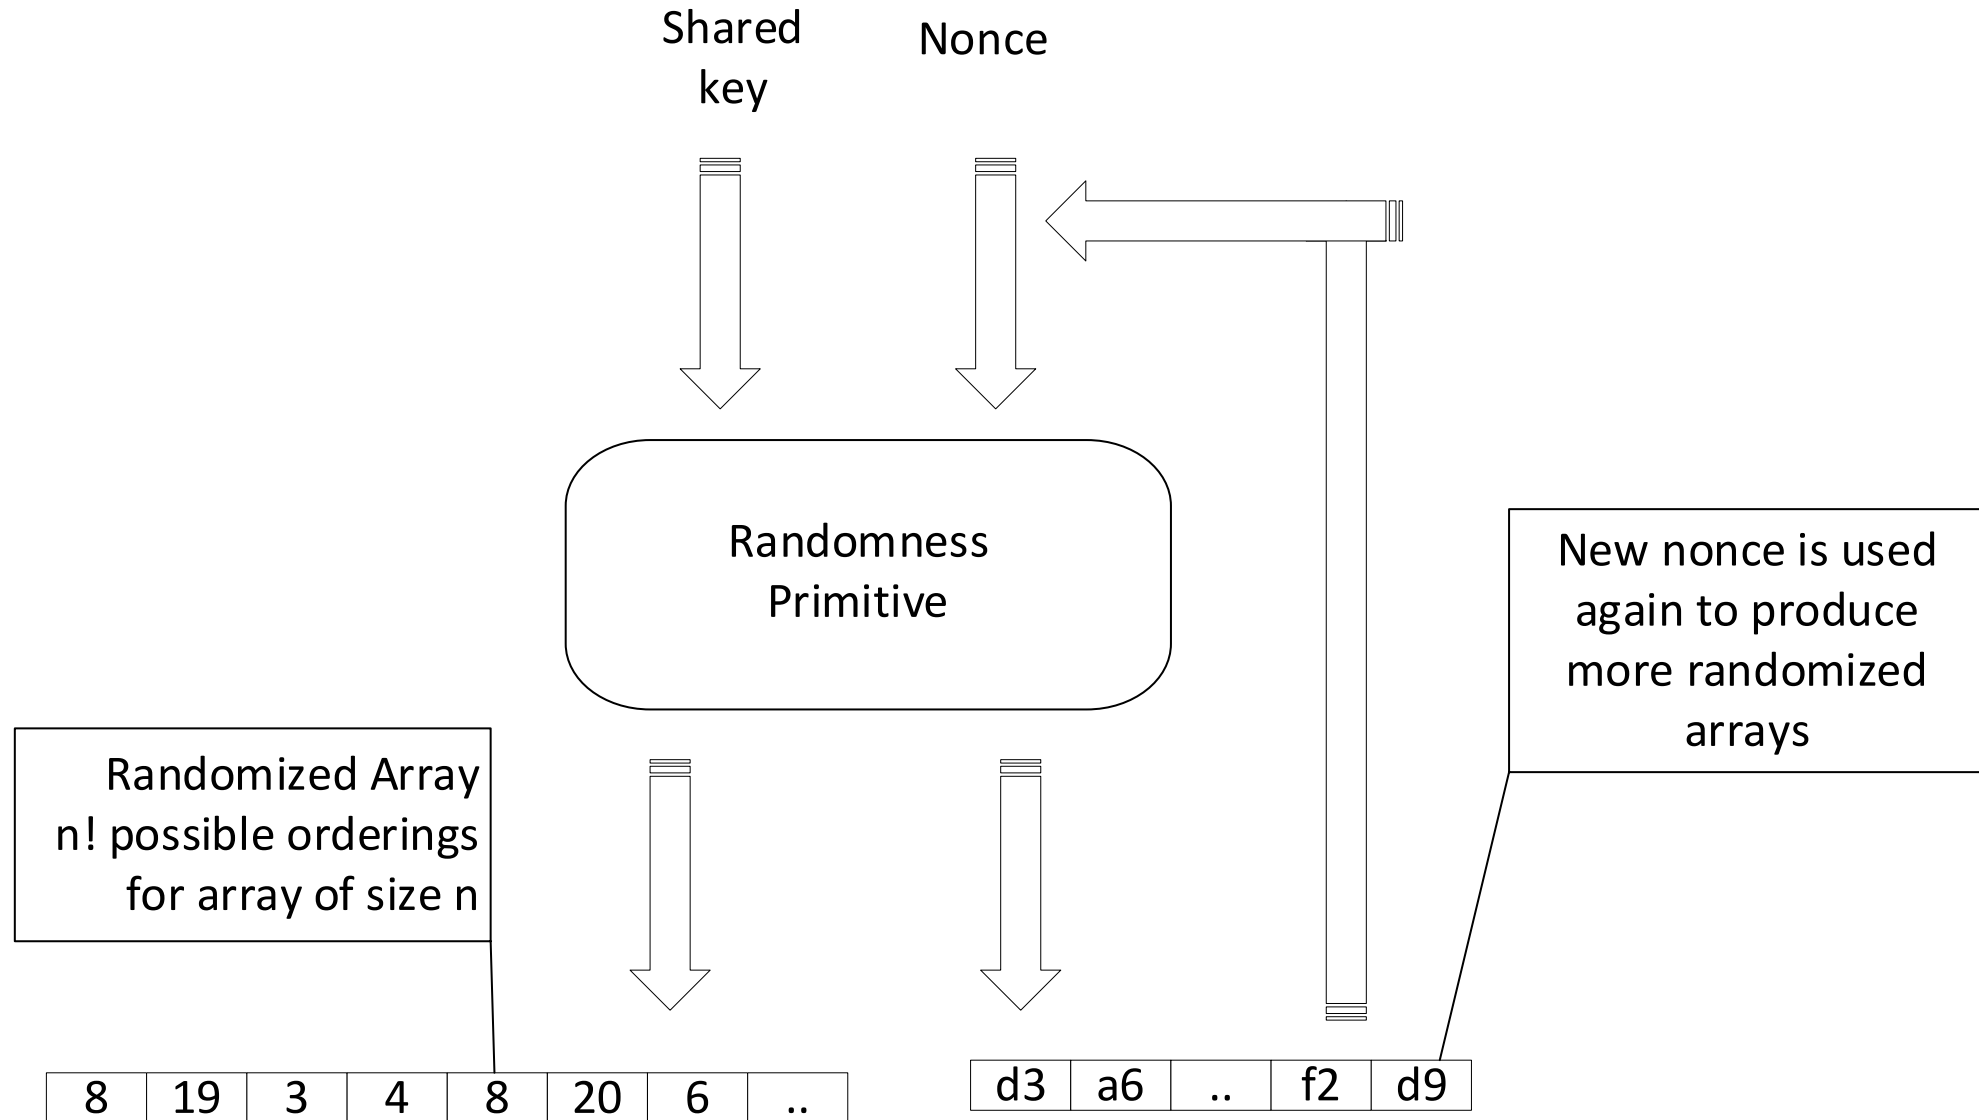 Shared
key
Nonce
Randomness
Primitive
New nonce is used
again to produce
more randomized
arrays
Randomized Array
n! possible orderings
for array of size n
8 19 3 4 8 20 6 ..
d3 a6 .. f2 d9